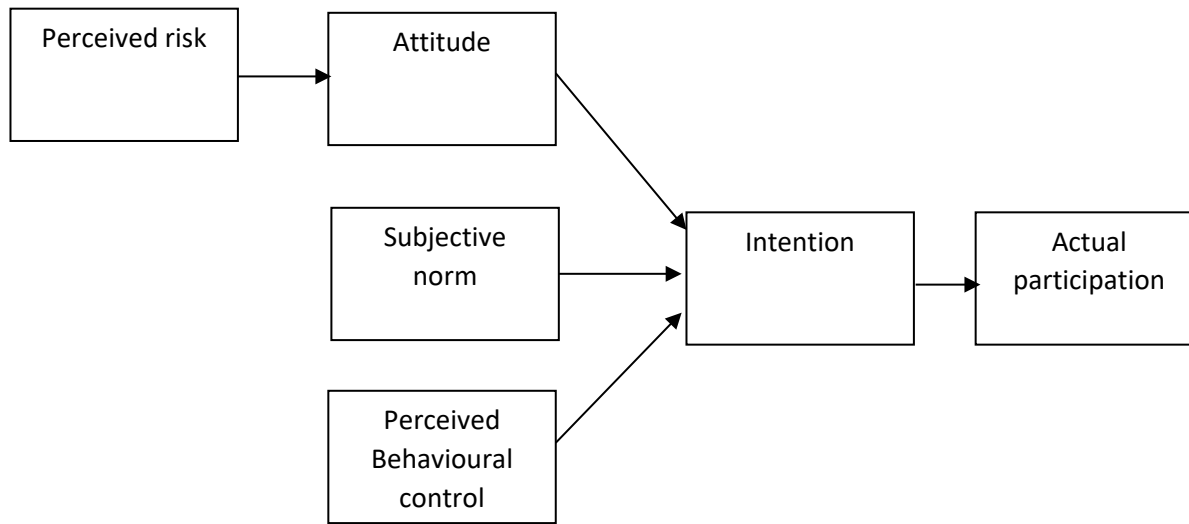 Perceived risk
Attitude
Subjective
norm
Intention
Actual
participation
Perceived
Behavioural
control